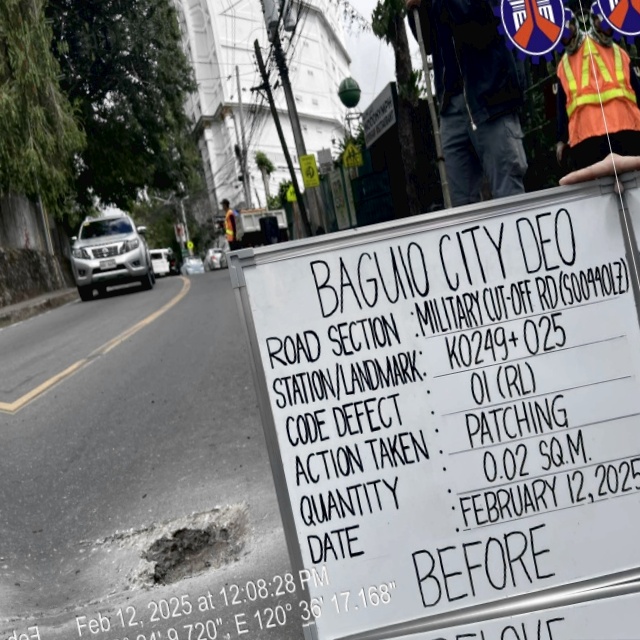 BAGUIO CITY DEO
ROAD SECTION : MILITARY CUT-OFF RD (S00440LZ)
STATION/LANDMARK : K0249+025
CODE DEFECT : 01 (RL)
ACTION TAKEN : PATCHING
QUANTITY : 0.02 SQ.M.
DATE : FEBRUARY 12, 2025
BEFORE
Feb 12, 2025 at 12:08:28 PM
9.720", E 120° 36' 17.168"